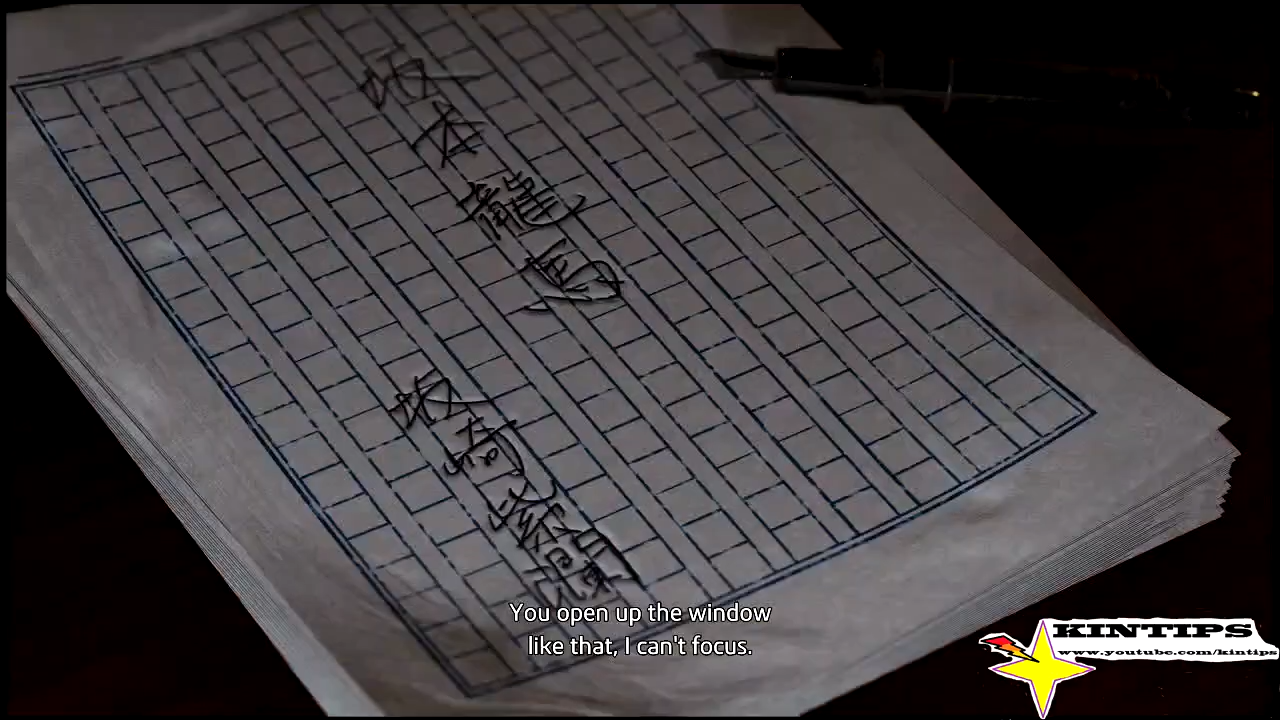 坂本龍馬
坂崎紫瀾
You open up the window
like that, I can't focus.
KINTIPS
www.youtube.com/kintips